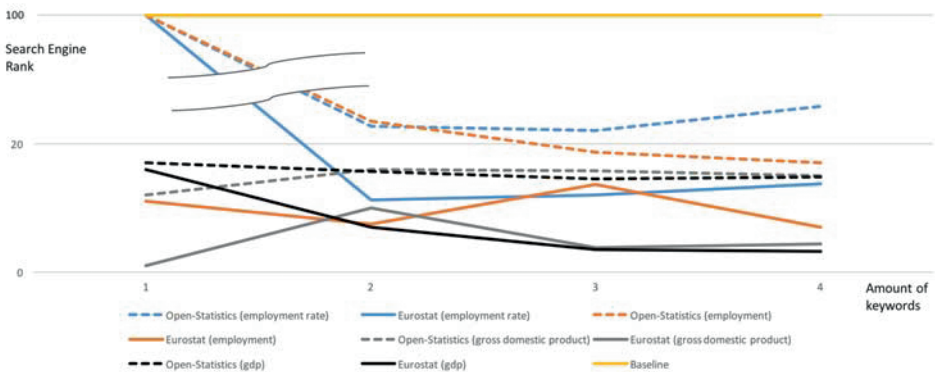 100
Search Engine
Rank
20
0
1 2 3 4
Amount of
keywords
Open-Statistics (employment rate) Eurostat (employment rate) Open-Statistics (employment)
Eurostat (employment) Open-Statistics (gross domestic product) Eurostat (gross domestic product)
Open-Statistics (gdp) Eurostat (gdp) Baseline